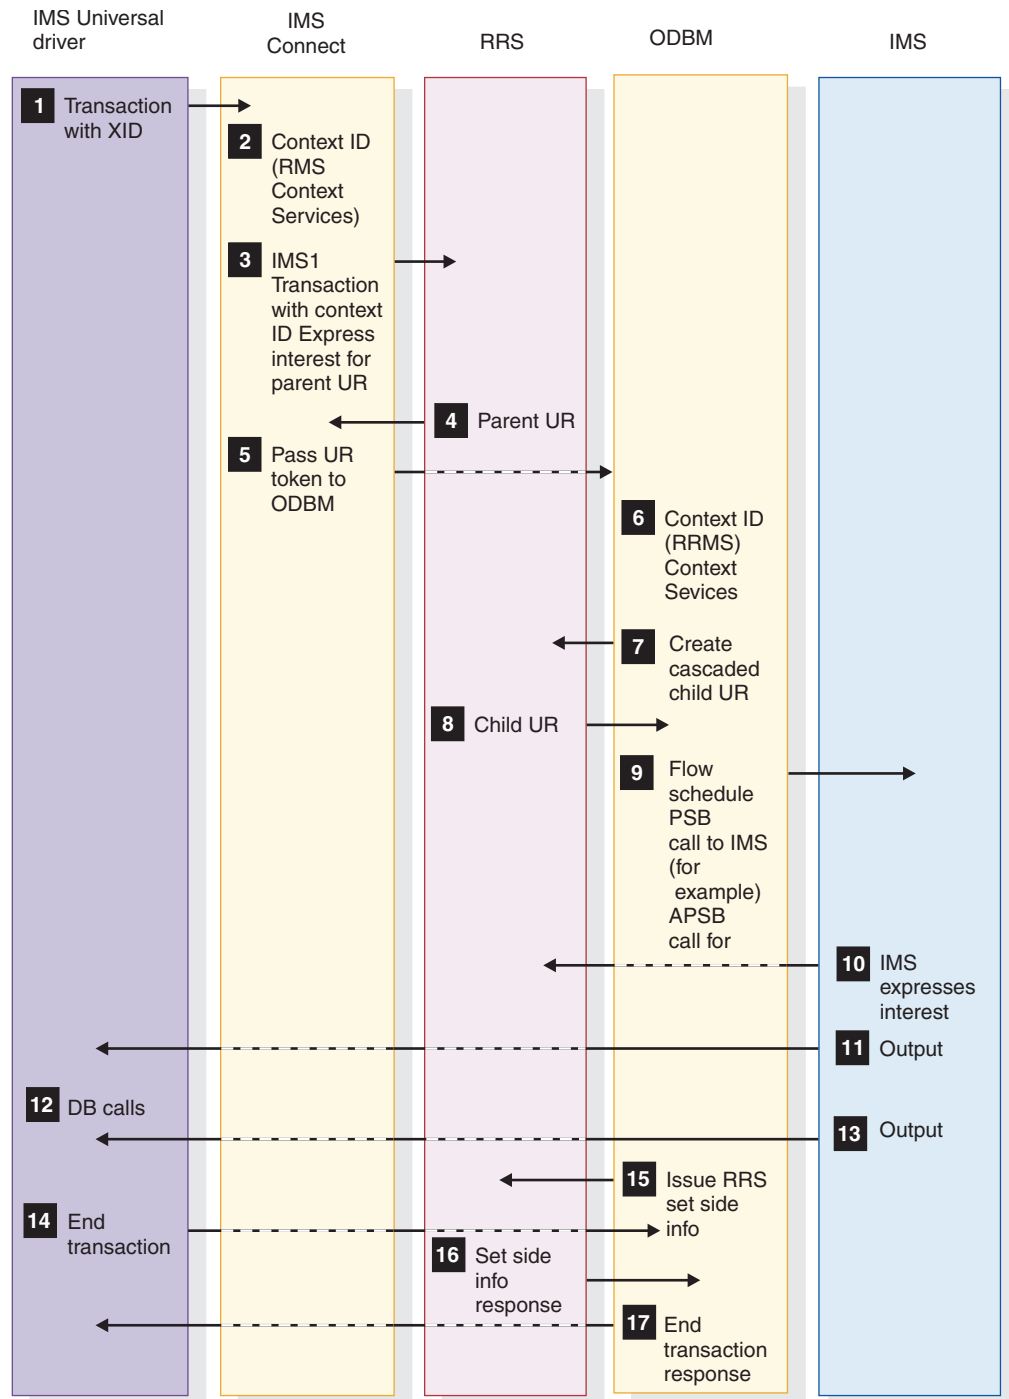 IMS Universal
driver
IMS
Connect
RRS
ODBM
IMS
1 Transaction
with XID
2 Context ID
(RMS
Context
Services)
3 IMS1
Transaction
with context
ID Express
interest for
parent UR
4 Parent UR
5 Pass UR
token to
ODBM
6 Context ID
(RRMS)
Context
Sevices
7 Create
cascaded
child UR
8 Child UR
9 Flow
schedule
PSB
call to IMS
(for
example)
APSB
call for
10 IMS
expresses
interest
11 Output
12 DB calls
13 Output
15 Issue RRS
set side
info
14 End
transaction
16 Set side
info
response
17 End
transaction
response